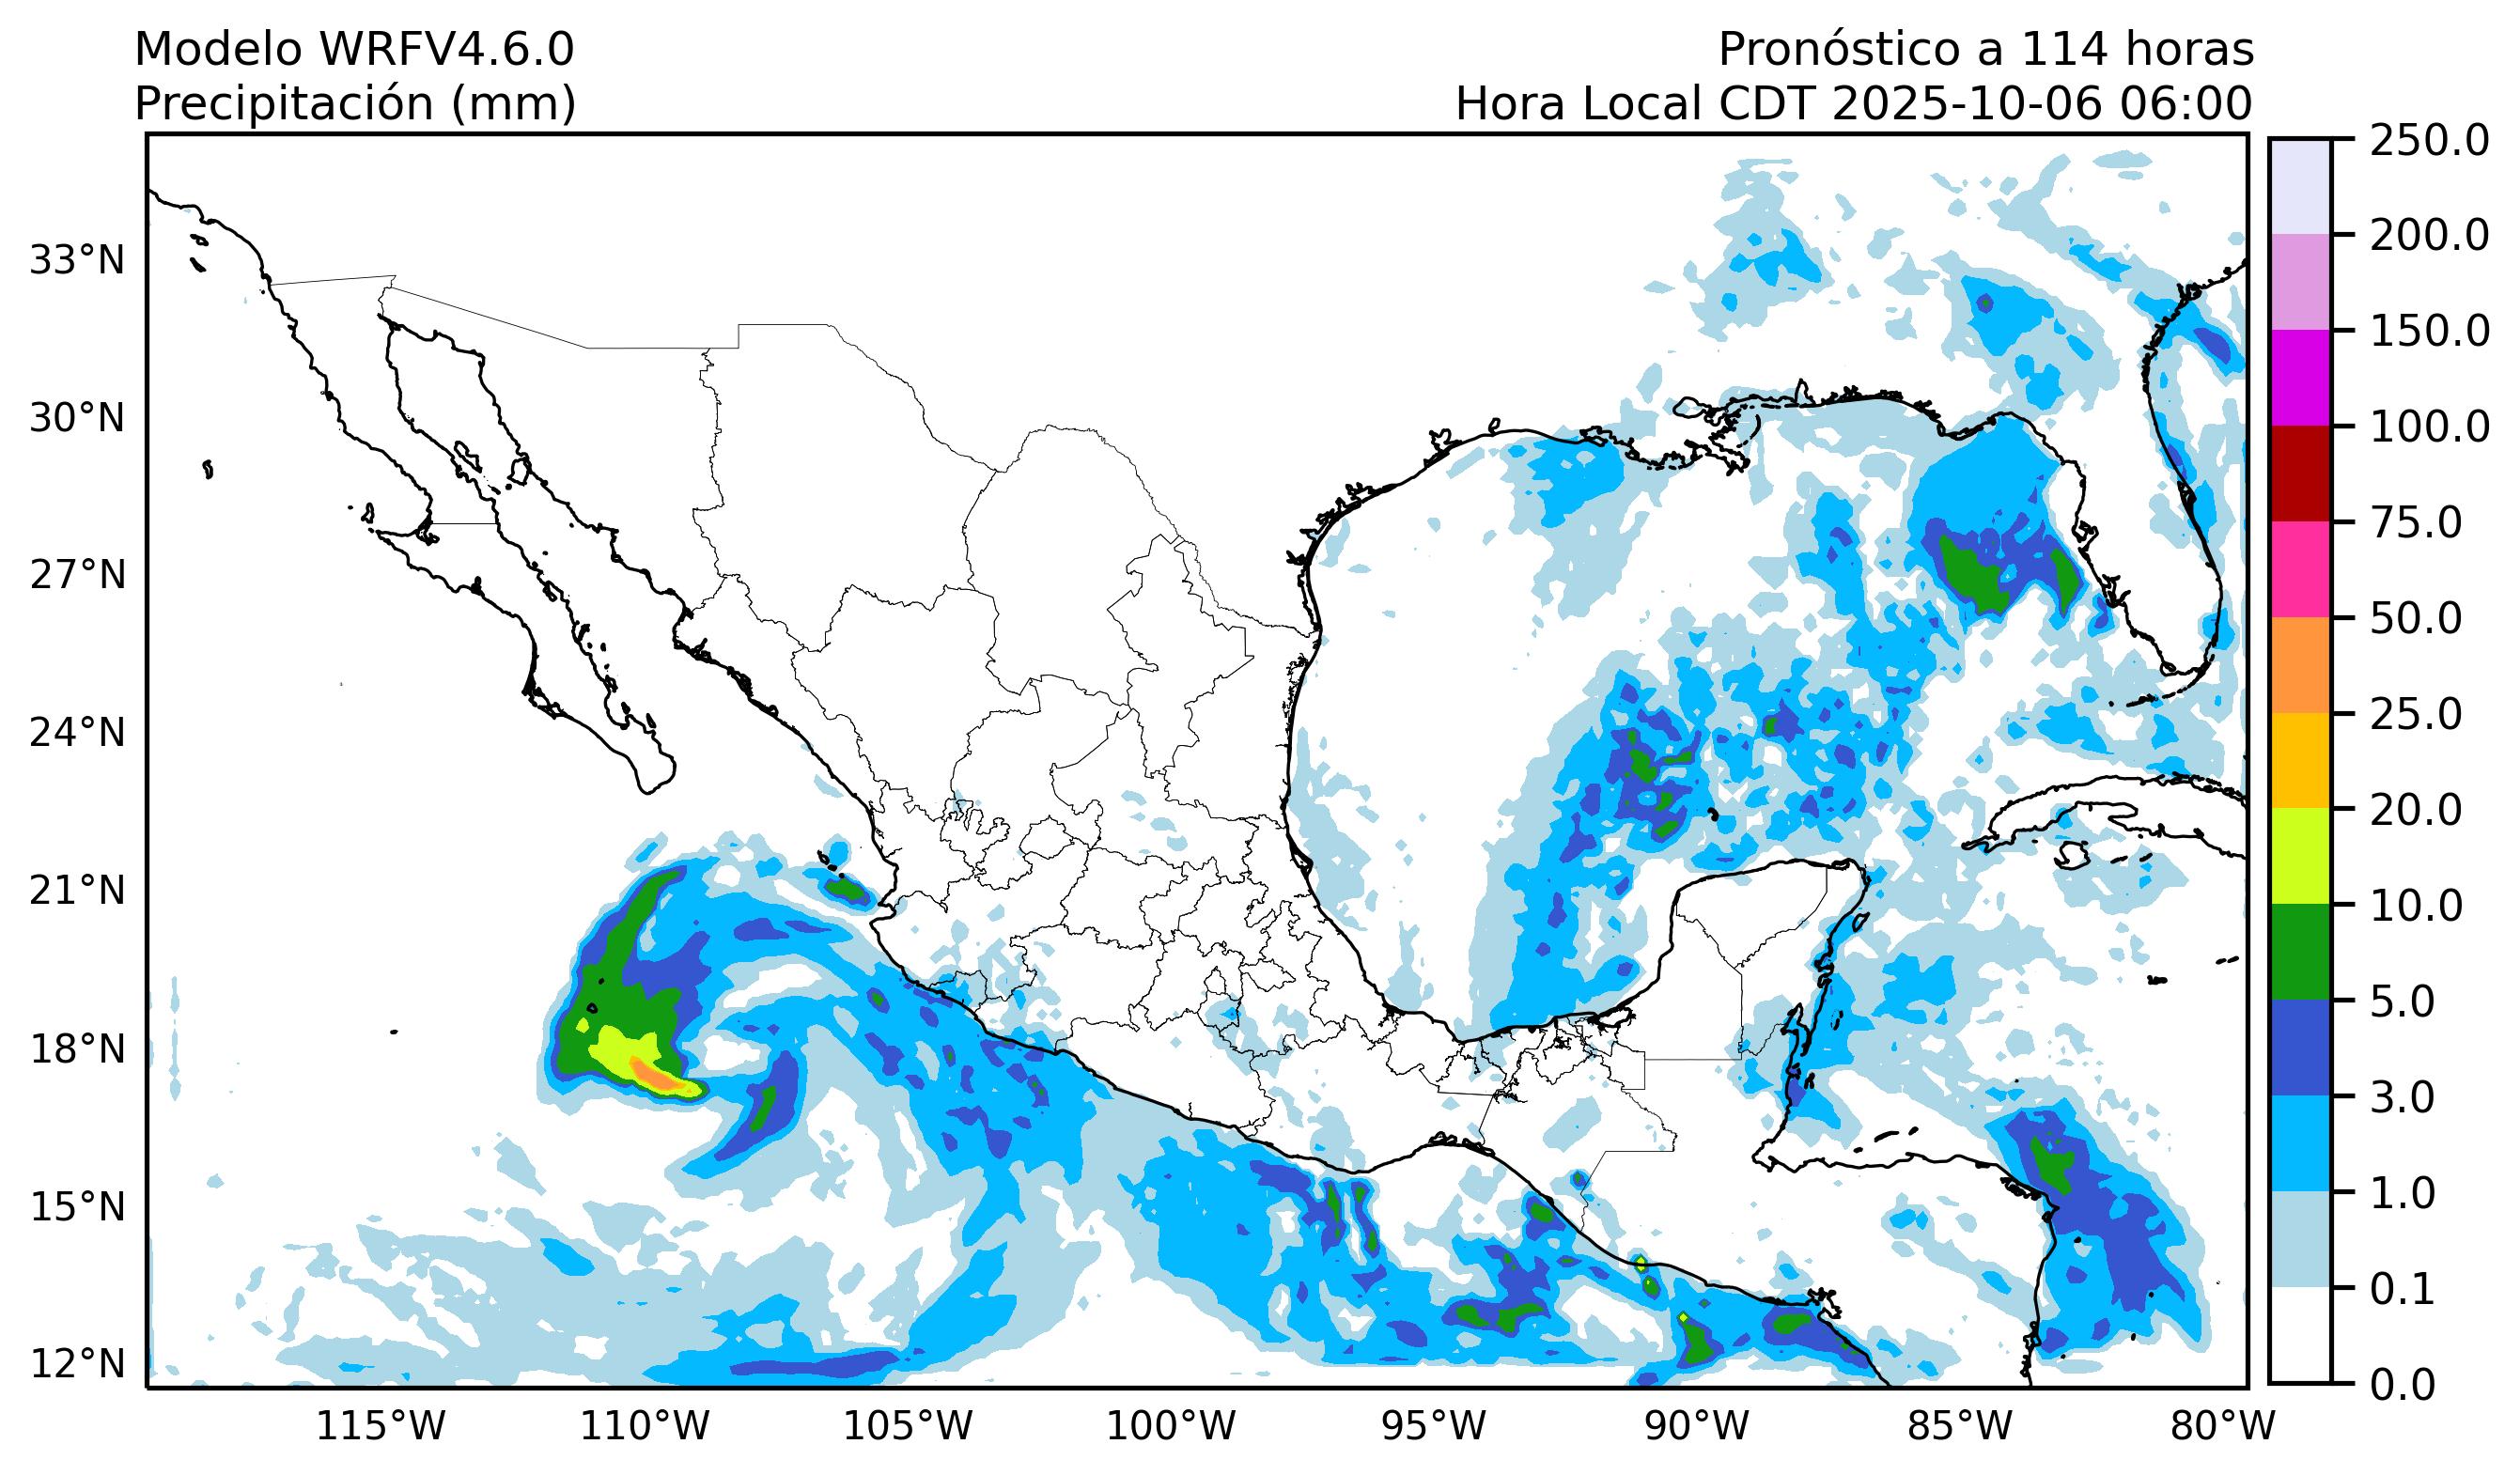 Modelo WRFV4.6.0
Pronóstico a 114 horas
Precipitación (mm)
Hora Local CDT 2025-10-06 06:00
33°N
30°N
27°N
24°N
21°N
18°N
15°N
12°N
115°W
110°W
105°W
100°W
95°W
90°W
85°W
80°W
250.0
200.0
150.0
100.0
75.0
50.0
25.0
20.0
10.0
5.0
3.0
1.0
0.1
0.0